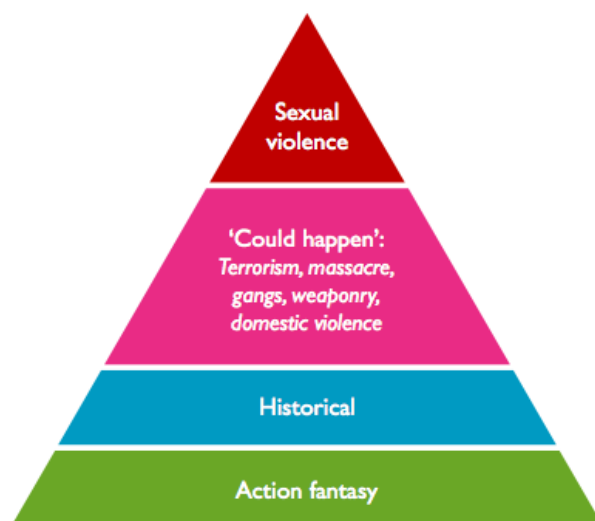 Sexual
violence
‘Could happen’:
Terrorism, massacre,
gangs, weaponry,
domestic violence
Historical
Action fantasy